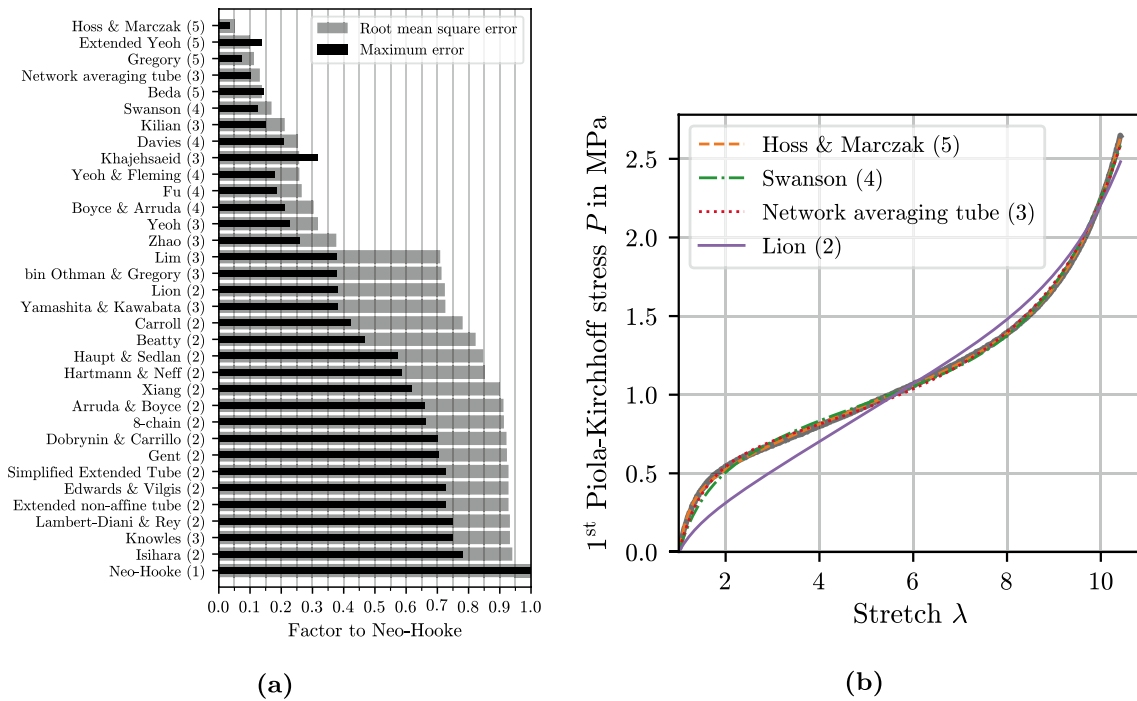 Hoss & Marczak (5)
Extended Yeoh (5)
Gregory (5)
Network averaging tube (3)
Beda (5)
Swanson (4)
Kilian (3)
Davies (4)
Khajehsaeid (3)
Yeoh & Fleming (4)
Fu (4)
Boyce & Arruda (4)
Yeoh (3)
Zhao (3)
Lim (3)
bin Othman & Gregory (3)
Lion (2)
Yamashita & Kawabata (3)
Carroll (2)
Beatty (2)
Haupt & Sedlan (2)
Hartmann & Neff (2)
Xiang (2)
Arruda & Boyce (2)
8-chain (2)
Dobrynin & Carrillo (2)
Gent (2)
Simplified Extended Tube (2)
Edwards & Vilgis (2)
Extended non-affine tube (2)
Lambert-Diani & Rey (2)
Knowles (3)
Isihara (2)
Neo-Hooke (1)
Root mean square error
Maximum error
0.0 0.1 0.2 0.3 0.4 0.5 0.6 0.7 0.8 0.9 1.0
Factor to Neo-Hooke
(a)
1st Piola-Kirchhoff stress P in MPa
2.5
2.0
1.5
1.0
0.5
0.0
Hoss & Marczak (5)
Swanson (4)
Network averaging tube (3)
Lion (2)
2 4 6 8 10
Stretch λ
(b)